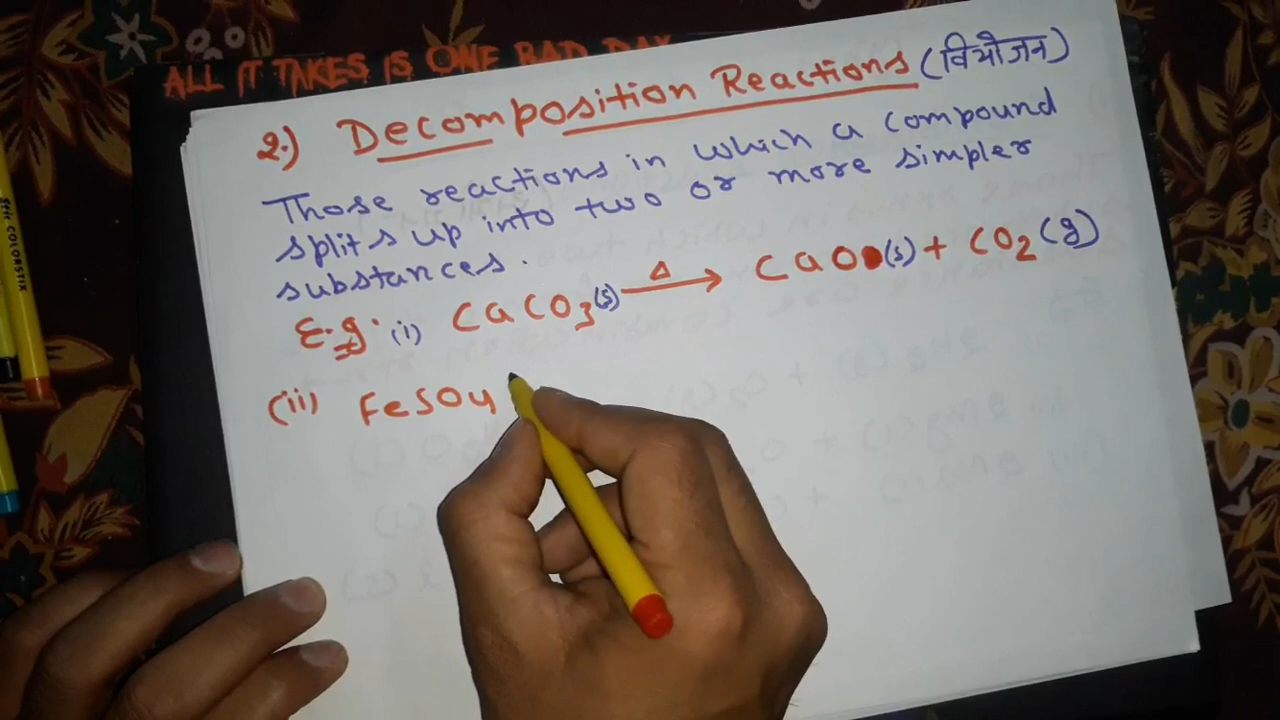 ALL IT TAKES IS ONE BAD DAY
2.) Decomposition Reactions (वियोजन)
Those reactions in which a compound
splits up into two or more simpler
substances.
E.g. (i) CaCO3(s) Δ → CaO(s) + CO2(g)
(ii) FeSO4